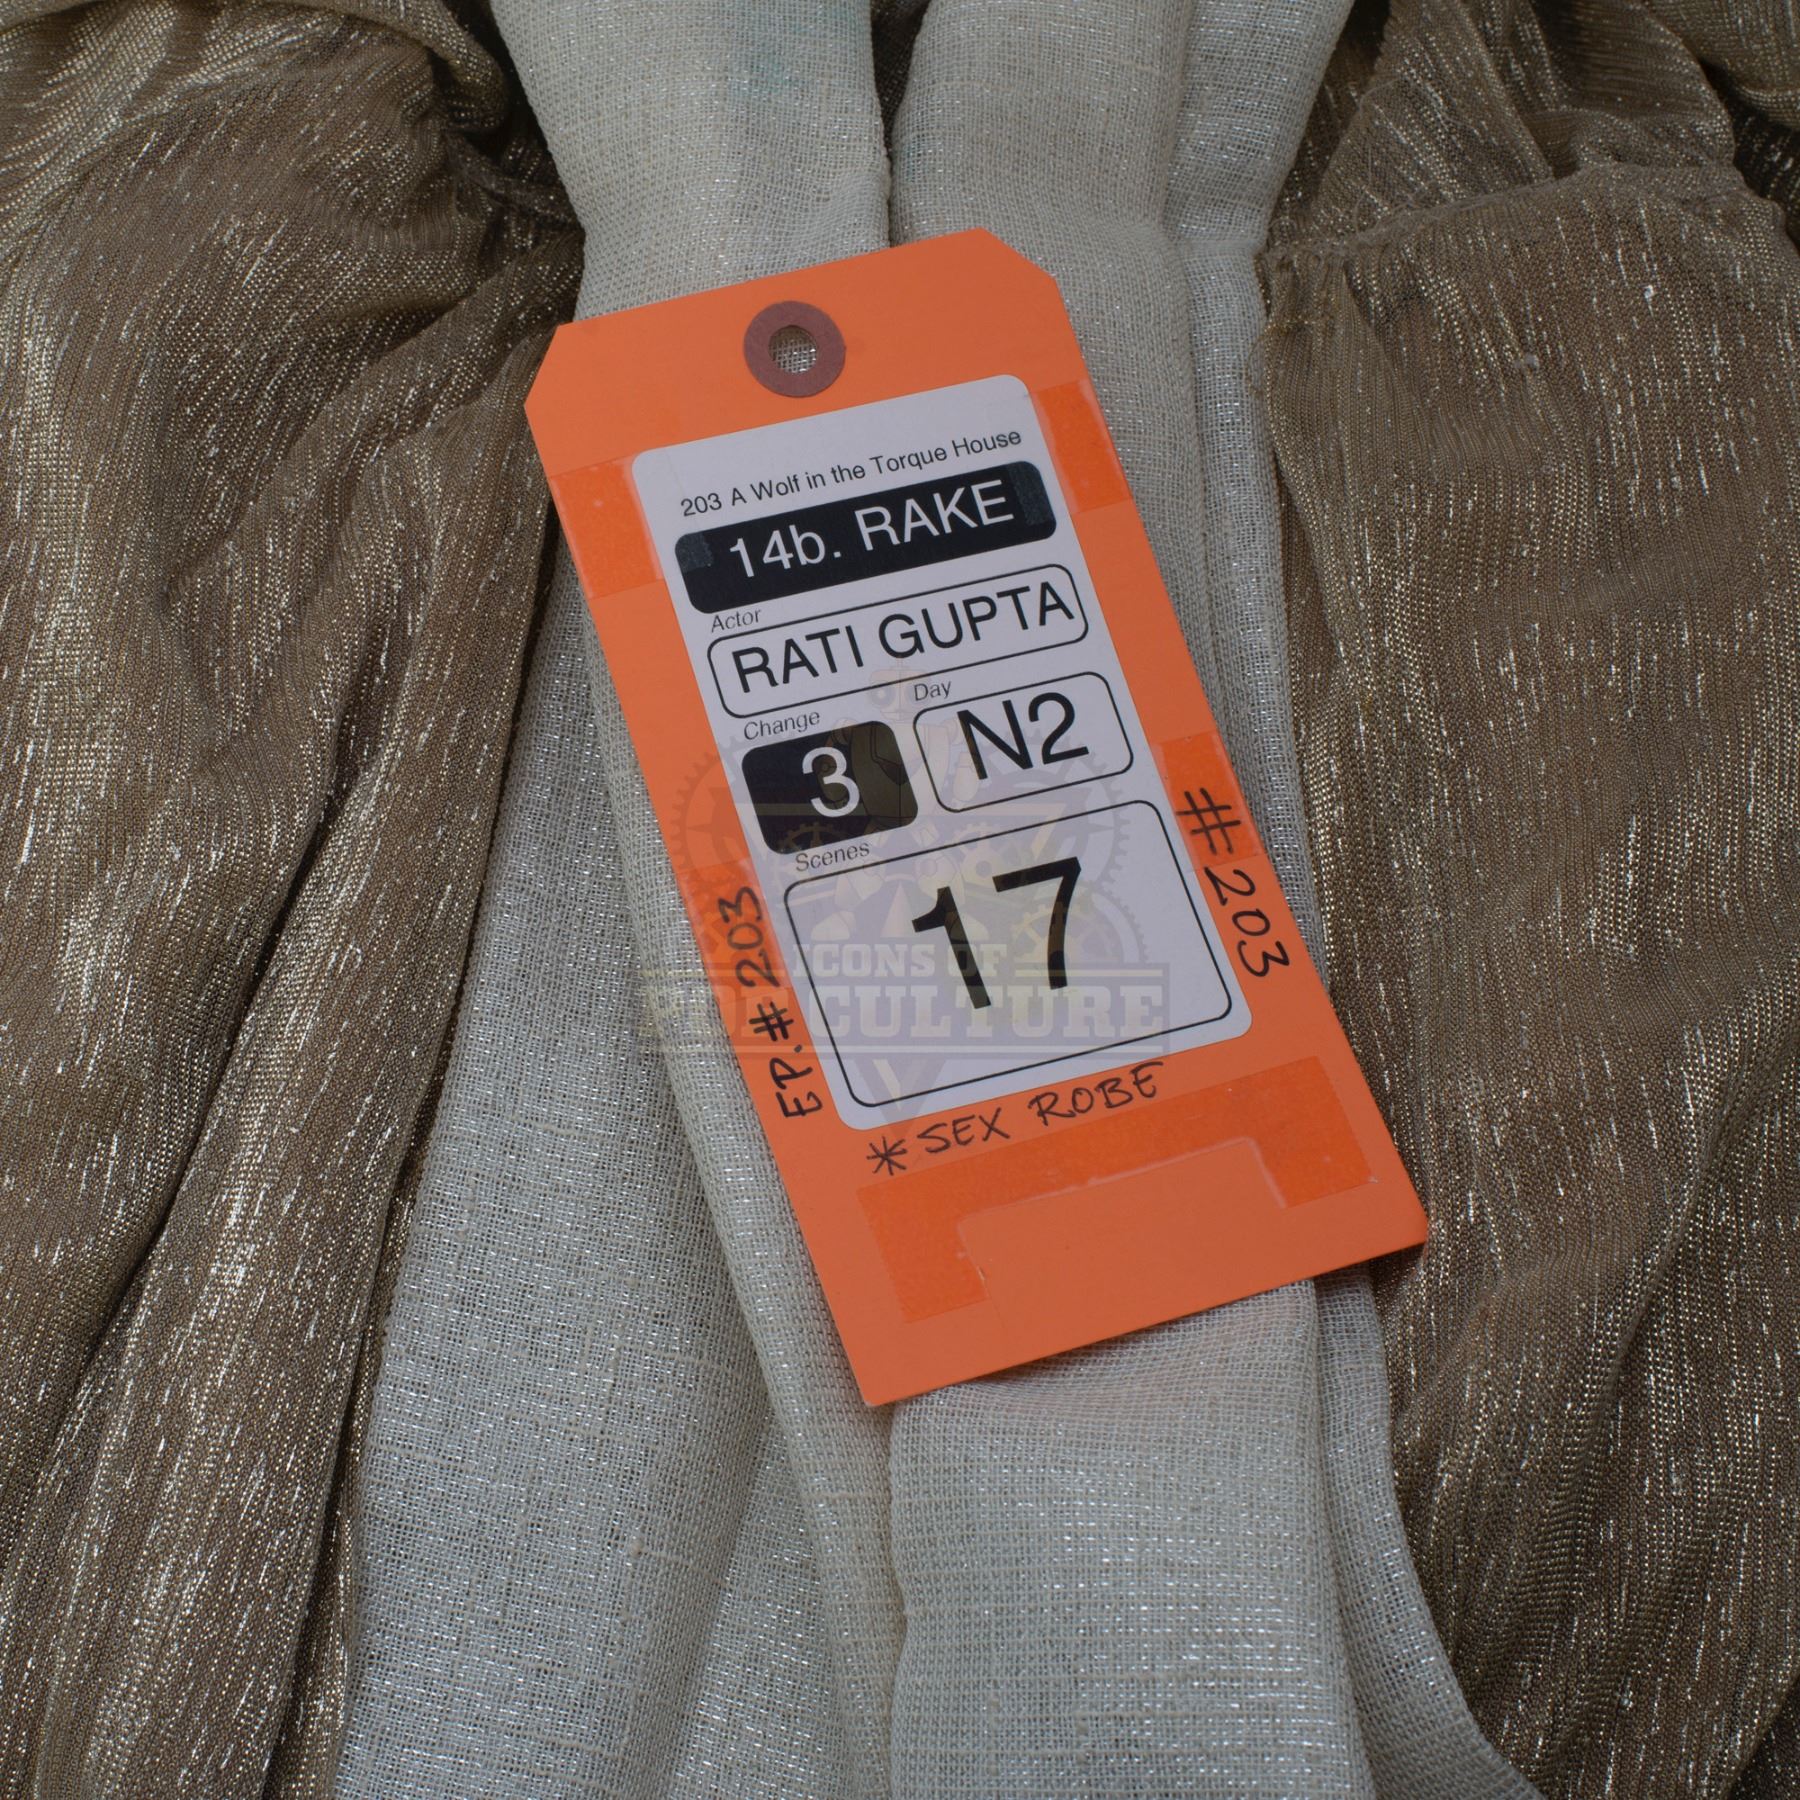 203 A Wolf in the Torque House
14b. RAKE
Actor
RATI GUPTA
Change
3
Day
N2
Scenes
17
EP.#203
#203
*SEX ROBE
ICONS OF
POP CULTURE